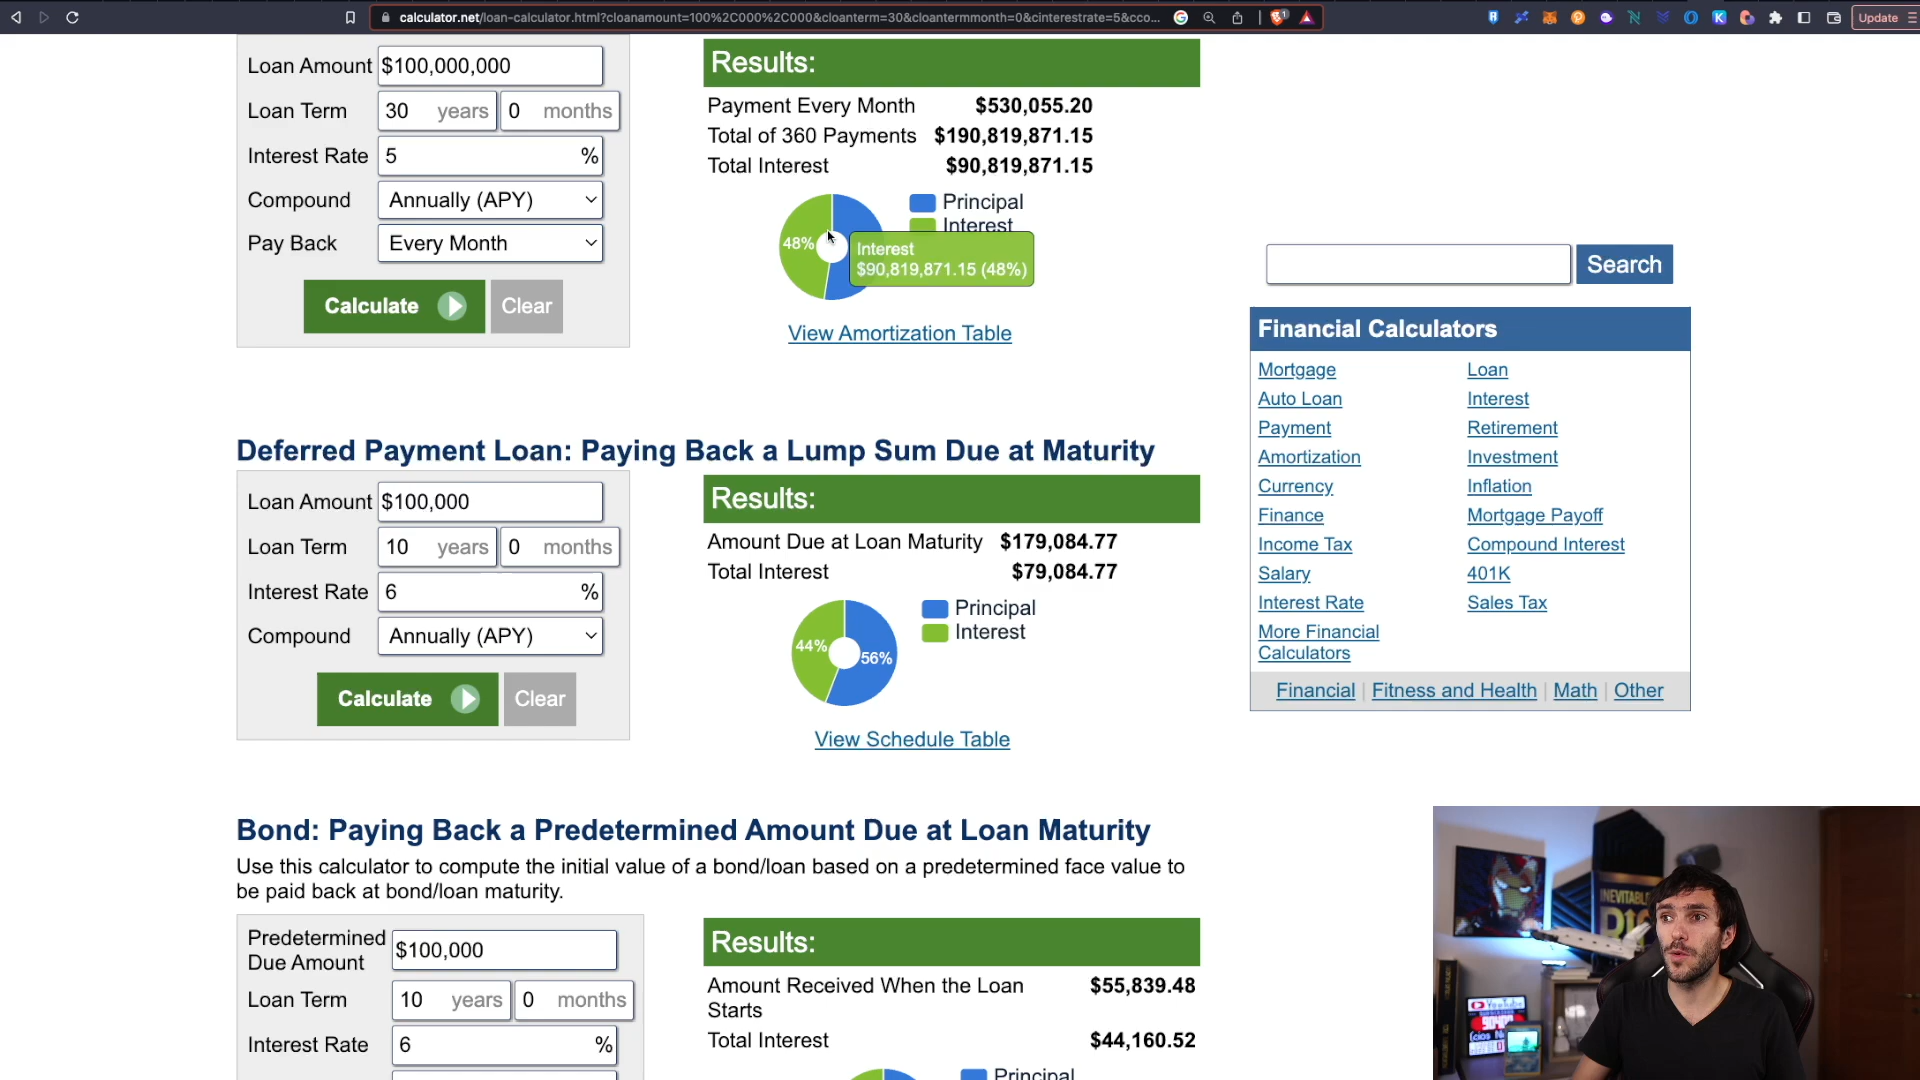 calculator.net/loan-calculator.html?cloanamount=100%2C000%2C000&cloanterm=30&cloantermmonth=0&cinterestrate=5&cco...
Update
Loan Amount $100,000,000
Loan Term 30 years 0 months
Interest Rate 5 %
Compound Annually (APY)
Pay Back Every Month
Calculate Clear
Results:
Payment Every Month $530,055.20
Total of 360 Payments $190,819,871.15
Total Interest $90,819,871.15
48%
Principal
Interest
Interest
$90,819,871.15 (48%)
View Amortization Table
Search
Financial Calculators
Mortgage Loan
Auto Loan Interest
Payment Retirement
Amortization Investment
Currency Inflation
Finance Mortgage Payoff
Income Tax Compound Interest
Salary 401K
Interest Rate Sales Tax
More Financial
Calculators
Financial | Fitness and Health | Math | Other
Deferred Payment Loan: Paying Back a Lump Sum Due at Maturity
Loan Amount $100,000
Loan Term 10 years 0 months
Interest Rate 6 %
Compound Annually (APY)
Calculate Clear
Results:
Amount Due at Loan Maturity $179,084.77
Total Interest $79,084.77
44%
56%
Principal
Interest
View Schedule Table
Bond: Paying Back a Predetermined Amount Due at Loan Maturity
Use this calculator to compute the initial value of a bond/loan based on a predetermined face value to
be paid back at bond/loan maturity.
Predetermined
Due Amount $100,000
Loan Term 10 years 0 months
Interest Rate 6 %
Results:
Amount Received When the Loan
Starts $55,839.48
Total Interest $44,160.52
Principal
INEVITABLE
YouTube